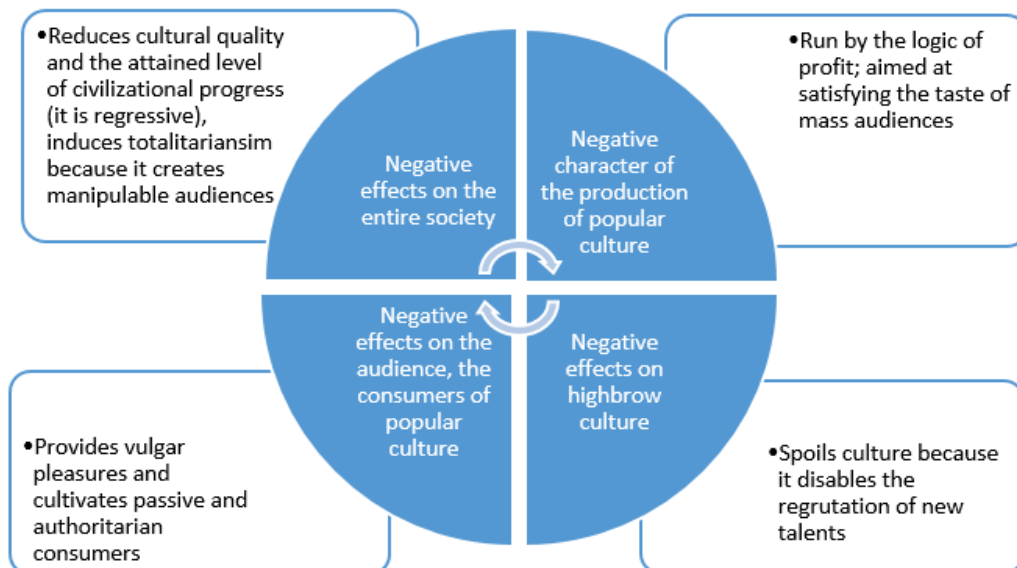 •Reduces cultural quality
and the attained level
of civilizational progress
(it is regressive),
induces totalitariansim
because it creates
manipulable audiences
Negative
effects on the
entire society
Negative
character of
the production
of popular
culture
•Run by the logic of
profit; aimed at
satisfying the taste of
mass audiences
•Provides vulgar
pleasures and
cultivates passive and
authoritarian
consumers
Negative
effects on the
audience, the
consumers of
popular
culture
Negative
effects on
highbrow
culture
•Spoils culture because
it disables the
regrutation of new
talents